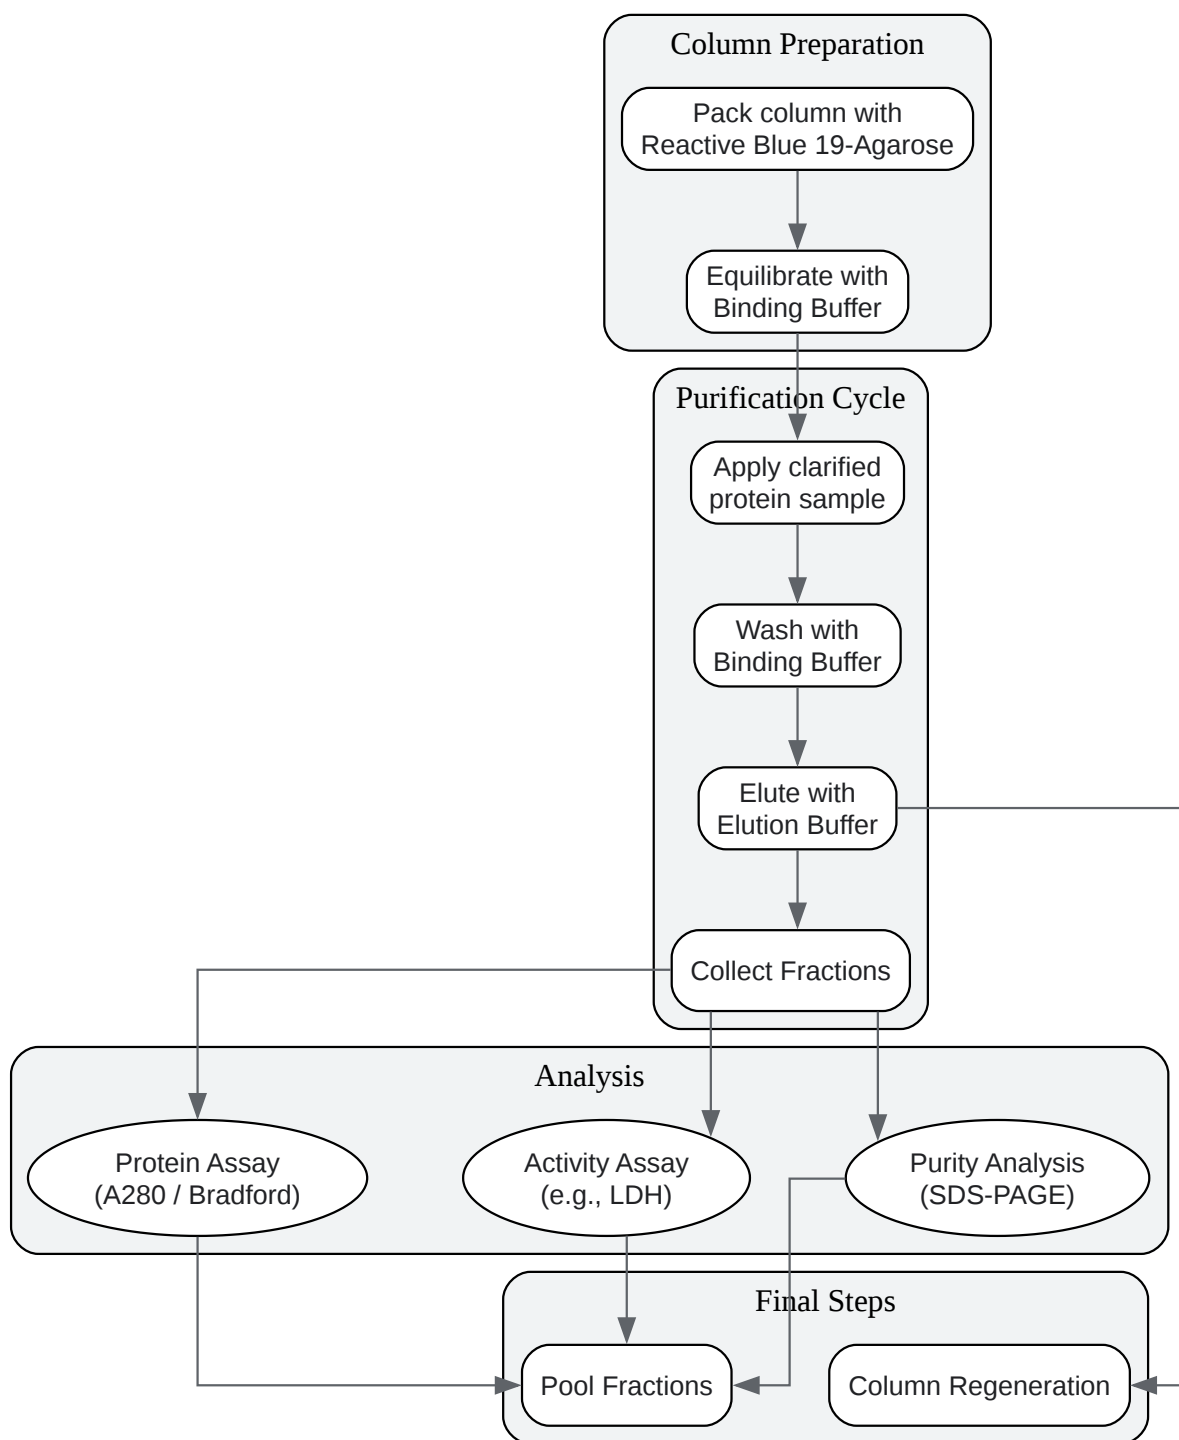 Column Preparation
Pack column with
Reactive Blue 19-Agarose
Equilibrate with
Binding Buffer
Purification Cycle
Apply clarified
protein sample
Wash with
Binding Buffer
Elute with
Elution Buffer
Collect Fractions
Analysis
Protein Assay
(A280 / Bradford)
Activity Assay
(e.g., LDH)
Purity Analysis
(SDS-PAGE)
Final Steps
Pool Fractions
Column Regeneration